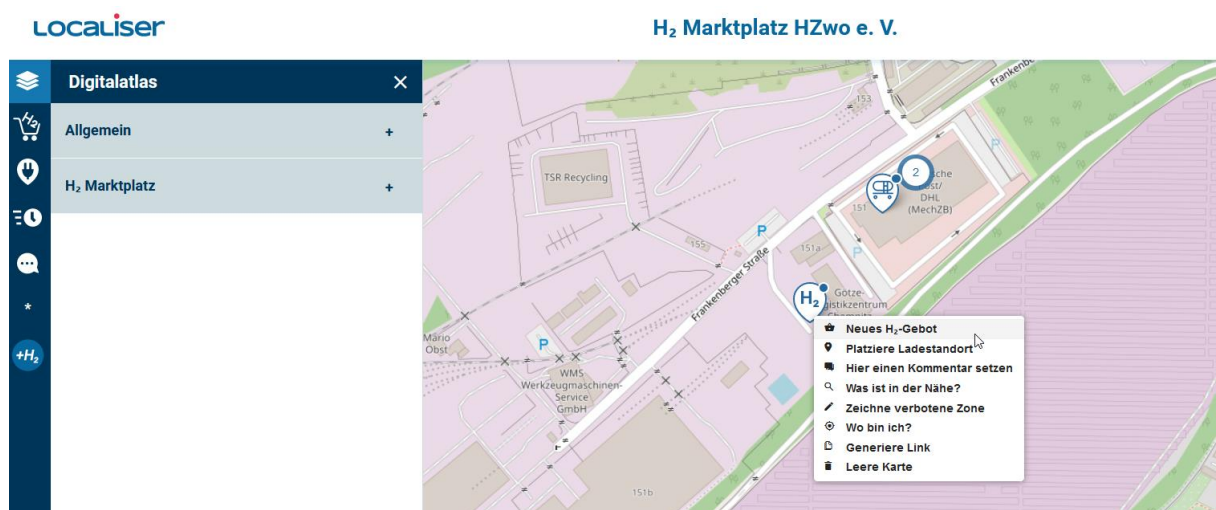 Localiser
H₂ Marktplatz HZwo e. V.
Digitalatlas
Allgemein
+
H₂ Marktplatz
+
H₂
+H₂
*
Frankenberger Straße
153
TSR Recycling
2
DHL
(MechZB)
151
P
P
P
P
155
151a
Götze-
H₂
Mario
Obst
WMS
Werkzeugmaschinen-
Service
GmbH
151b
Neues H₂-Gebot
Platziere Ladestandort
Hier einen Kommentar setzen
Was ist in der Nähe?
Zeichne verbotene Zone
Wo bin ich?
Generiere Link
Leere Karte